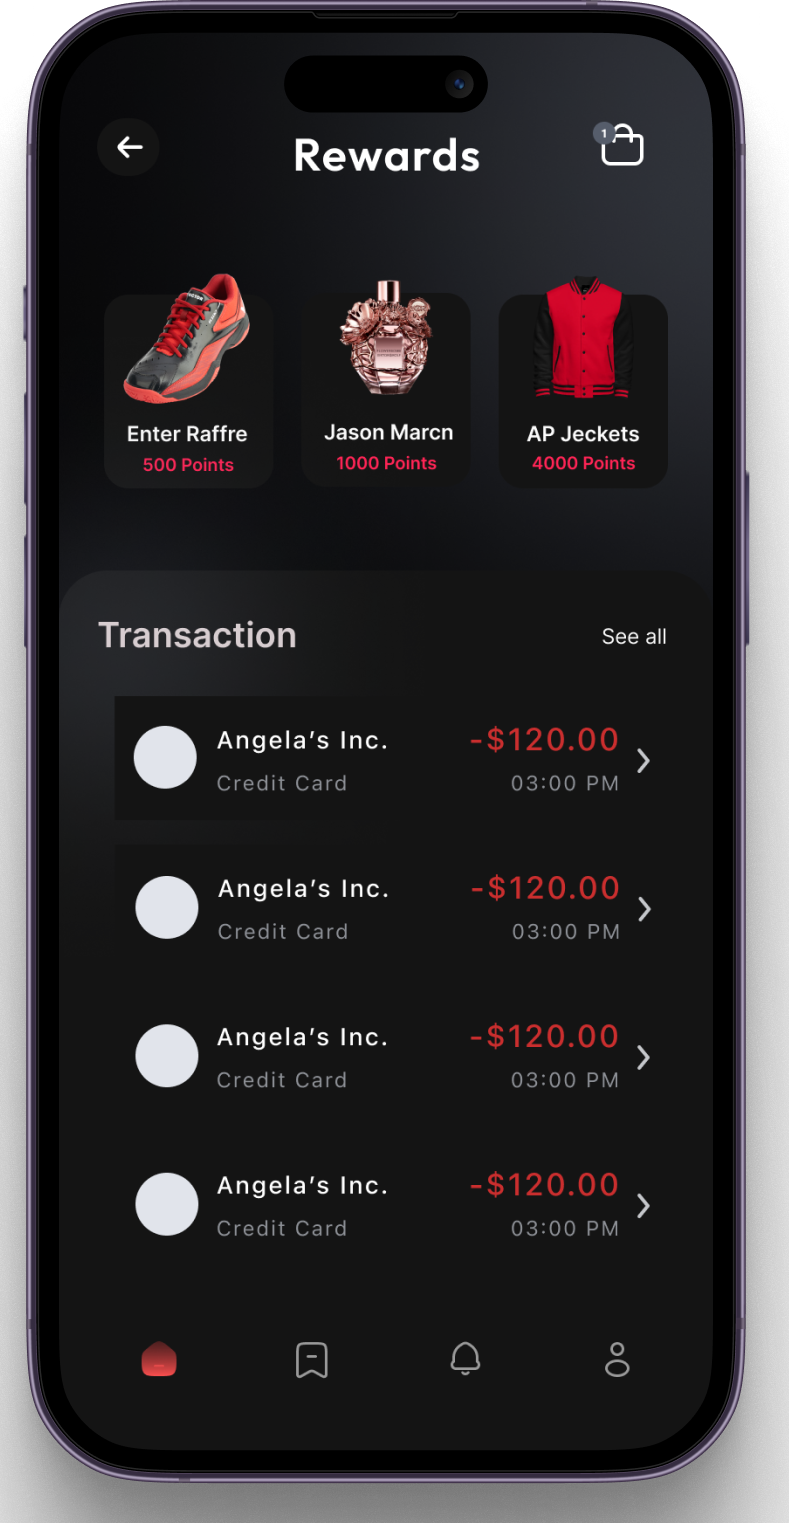 Rewards
1
Enter Raffre
500 Points
Jason Marcn
1000 Points
AP Jeckets
4000 Points
Transaction
See all
Angela’s Inc.
-$120.00
Credit Card
03:00 PM
Angela’s Inc.
-$120.00
Credit Card
03:00 PM
Angela’s Inc.
-$120.00
Credit Card
03:00 PM
Angela’s Inc.
-$120.00
Credit Card
03:00 PM